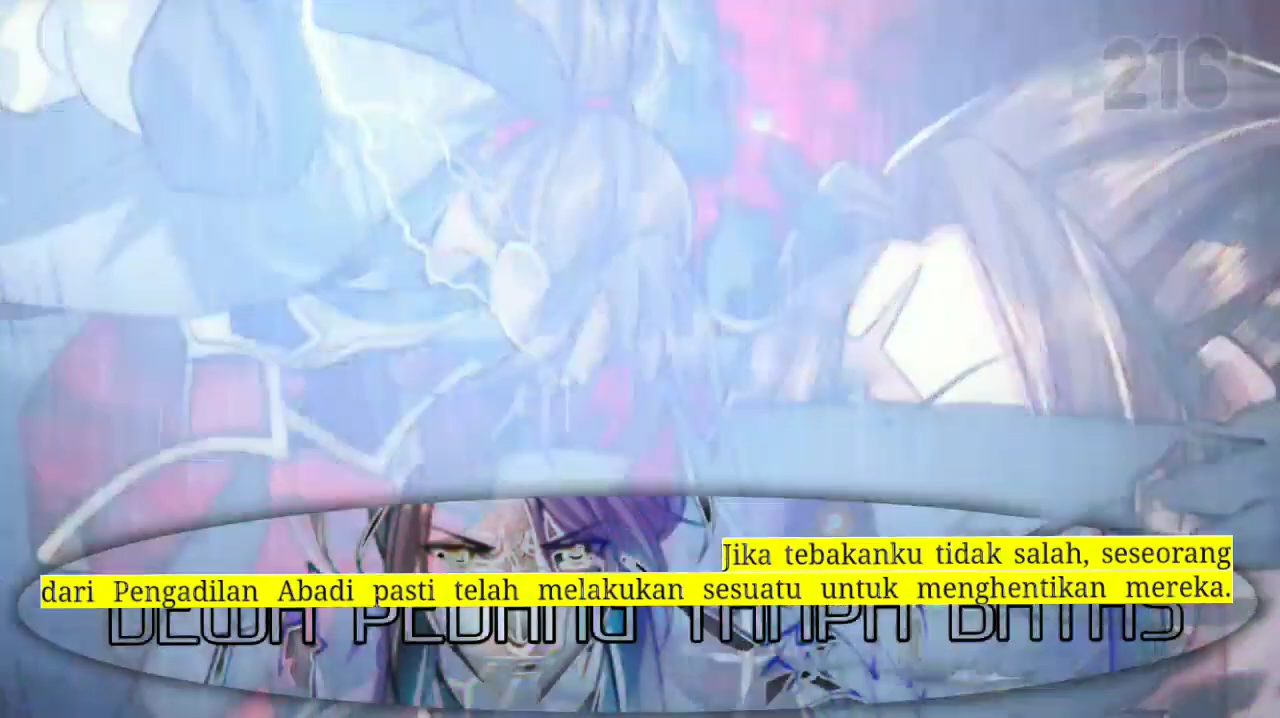 216
Jika tebakanku tidak salah, seseorang
dari Pengadilan Abadi pasti telah melakukan sesuatu untuk menghentikan mereka.
DEWA PEDANG TANPA BATAS